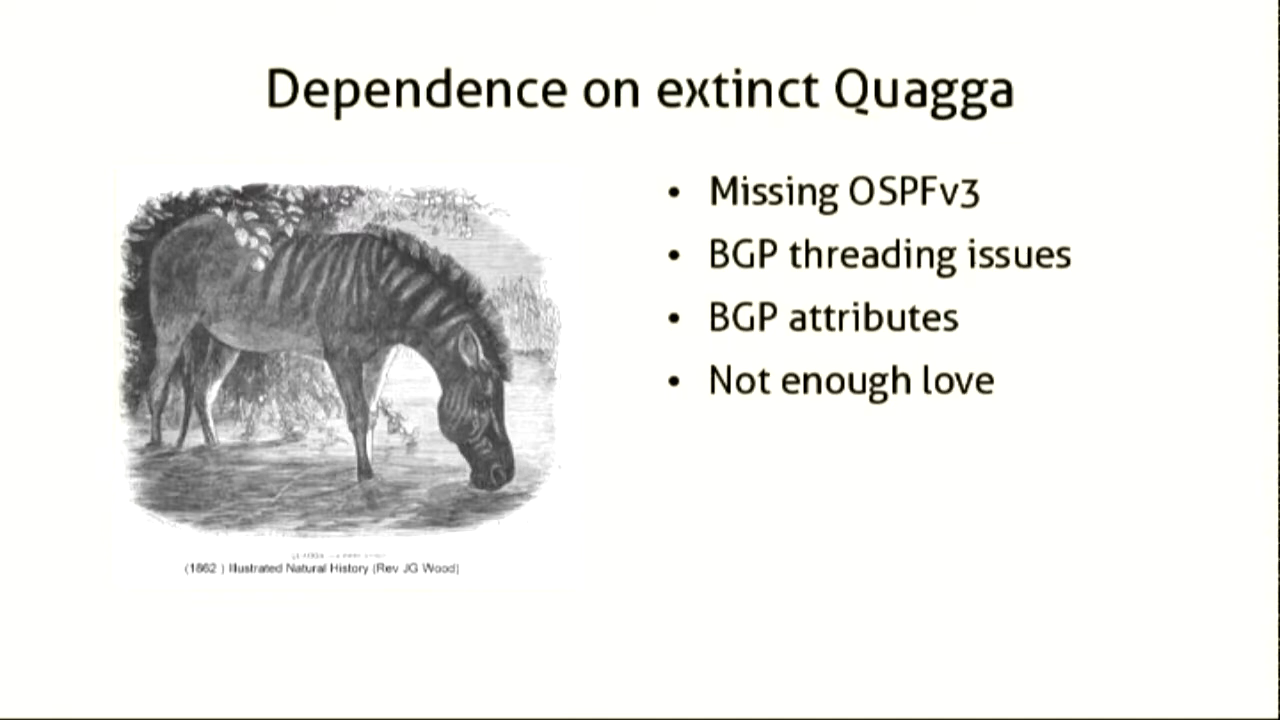 Dependence on extinct Quagga
• Missing OSPFv3
• BGP threading issues
• BGP attributes
• Not enough love
(1862 ) Illustrated Natural History (Rev JG Wood)